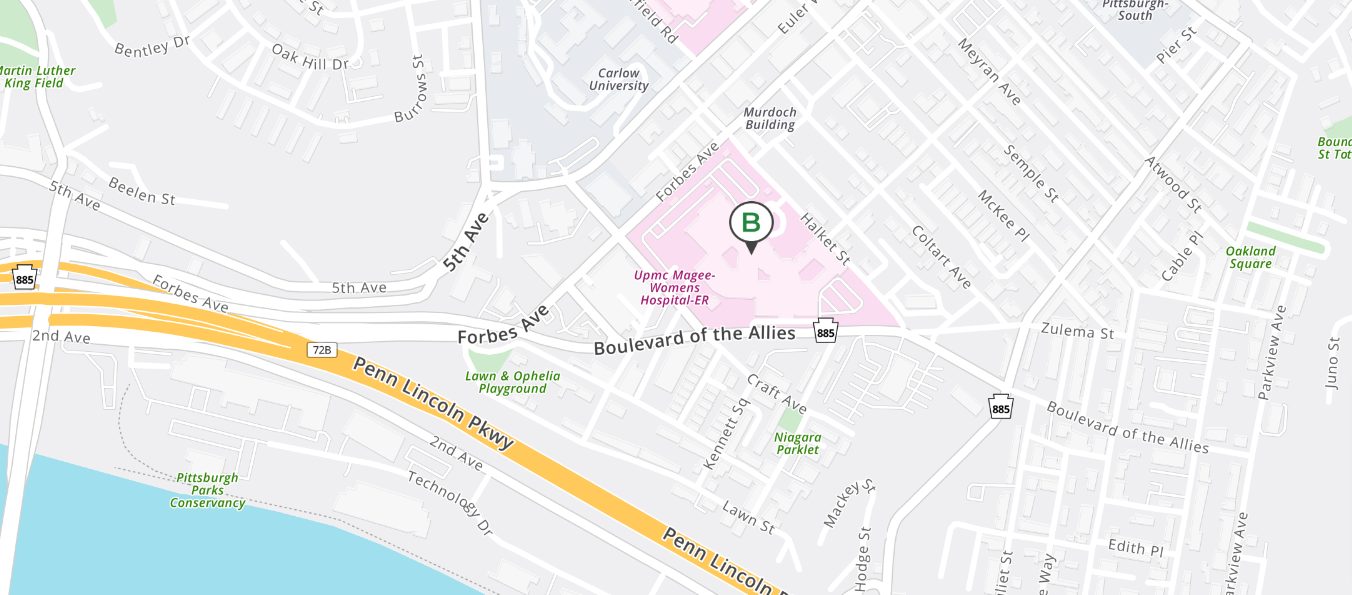 Pittsburgh-
South
Euler W
Pier St
Bentley Dr
Oak Hill Dr
Burrows St
Martin Luther
King Field
Carlow
University
Meyran Ave
Murdoch
Building
Semple St
Atwood St
Beelen St
5th Ave
Forbes Ave
5th Ave
B
Halket St
McKee Pl
Coltart Ave
Cable Pl
Oakland
Square
885
Forbes Ave
5th Ave
Upmc Magee-
Womens
Hospital-ER
2nd Ave
72B
Forbes Ave
Boulevard of the Allies
885
Zulema St
Parkview Ave
Juno St
Penn Lincoln Pkwy
Lawn & Ophelia
Playground
Craft Ave
Kennett Sq
Niagara
Parklet
885
Boulevard of the Allies
2nd Ave
Technology Dr
Pittsburgh
Parks
Conservancy
Lawn St
Mackey St
Hodge St
Penn Lincoln
Edith Pl